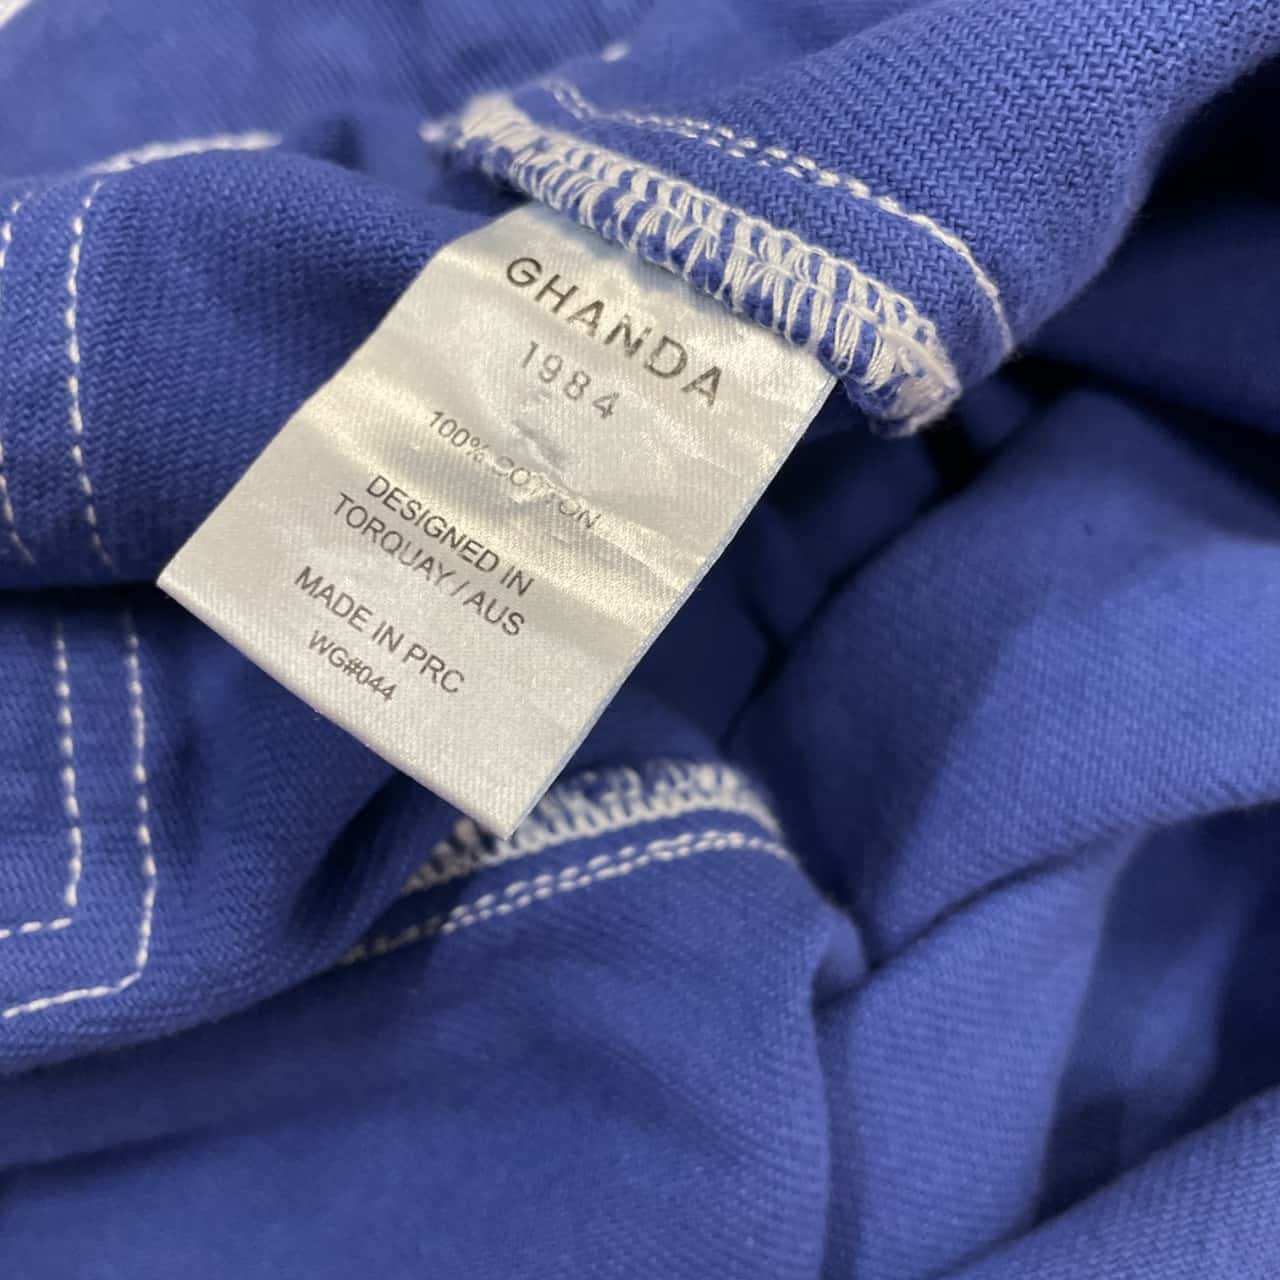 GHANDA
1984
100% COTTON
DESIGNED IN
TORQUAY / AUS
MADE IN PRC
WG#044